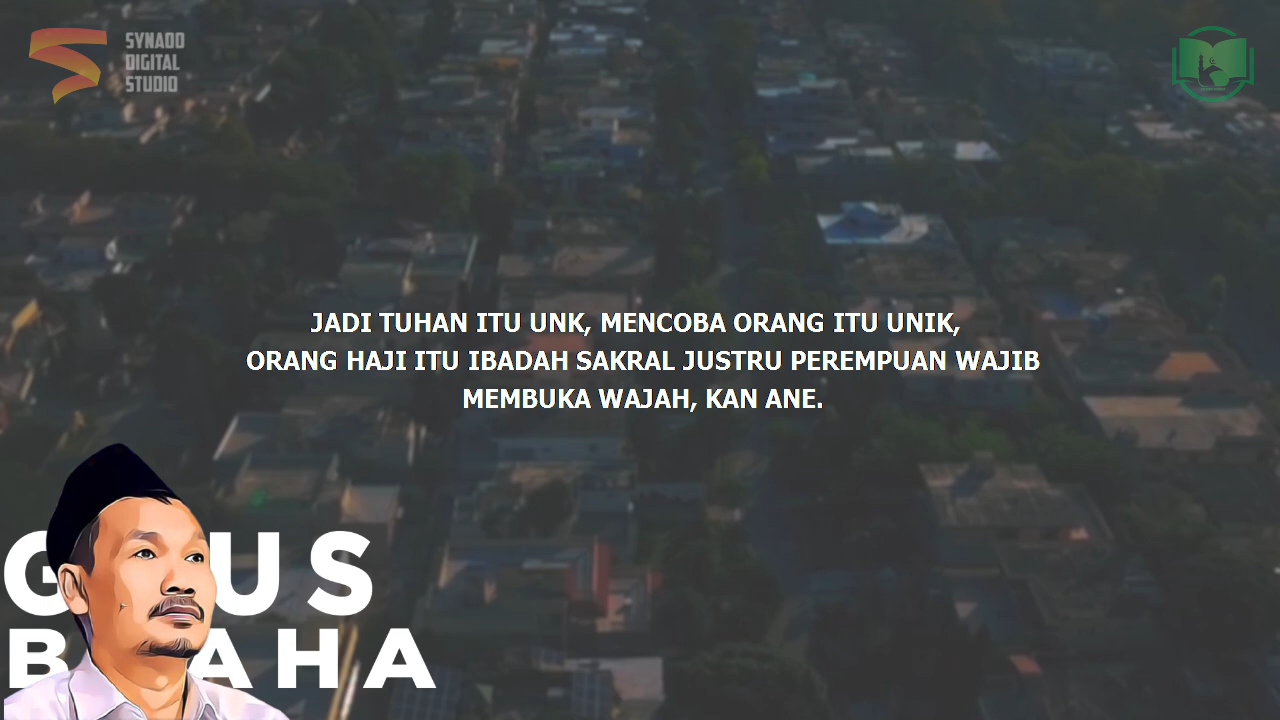 SYNADO
DIGITAL
STUDIO
JADI TUHAN ITU UNK, MENCOBA ORANG ITU UNIK,
ORANG HAJI ITU IBADAH SAKRAL JUSTRU PEREMPUAN WAJIB
MEMBUKA WAJAH, KAN ANE.
GUS
BAHA